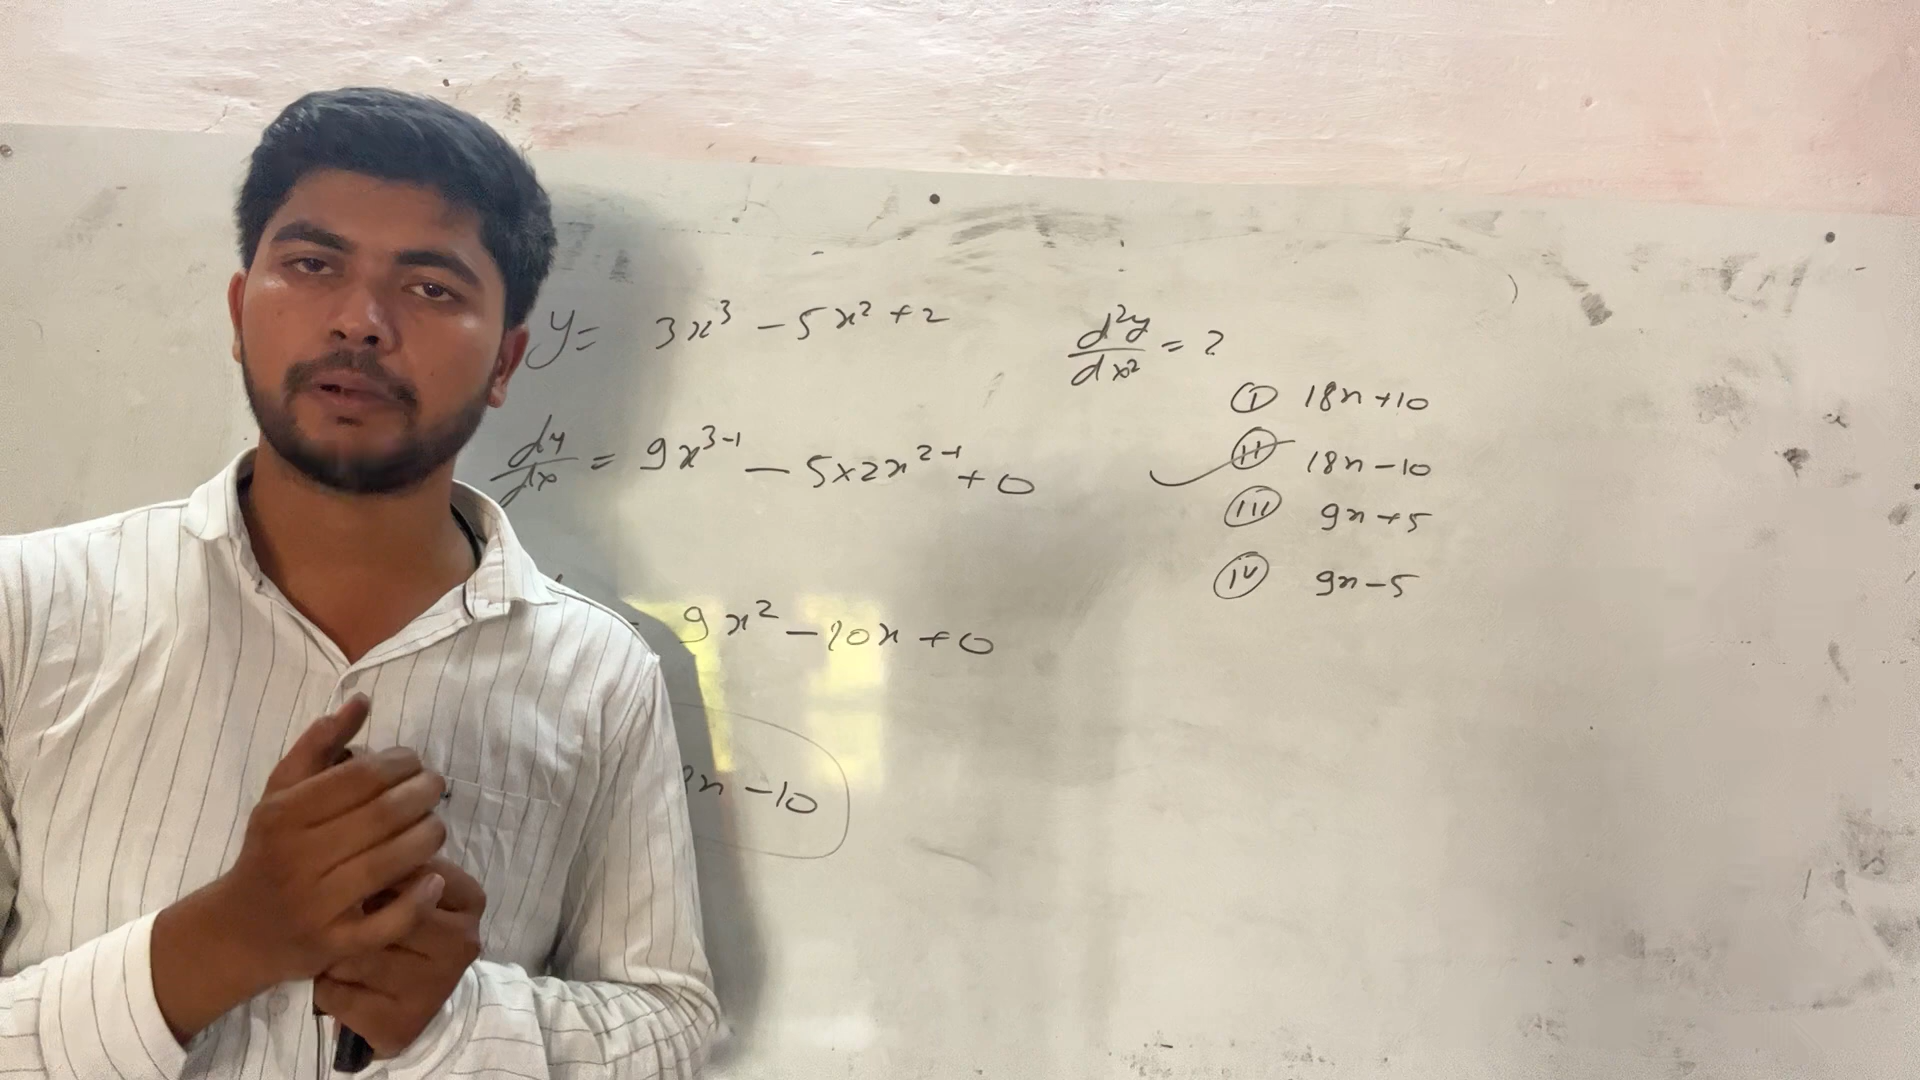 y = 3x³ - 5x² + 2
d²y/dx² = ?
(I) 18x + 10
(II) 18x - 10
(III) 9x + 5
(IV) 9x - 5
dy/dx = 9x³⁻¹ - 5×2x²⁻¹ + 0
= 9x² - 10x + 0
x - 10